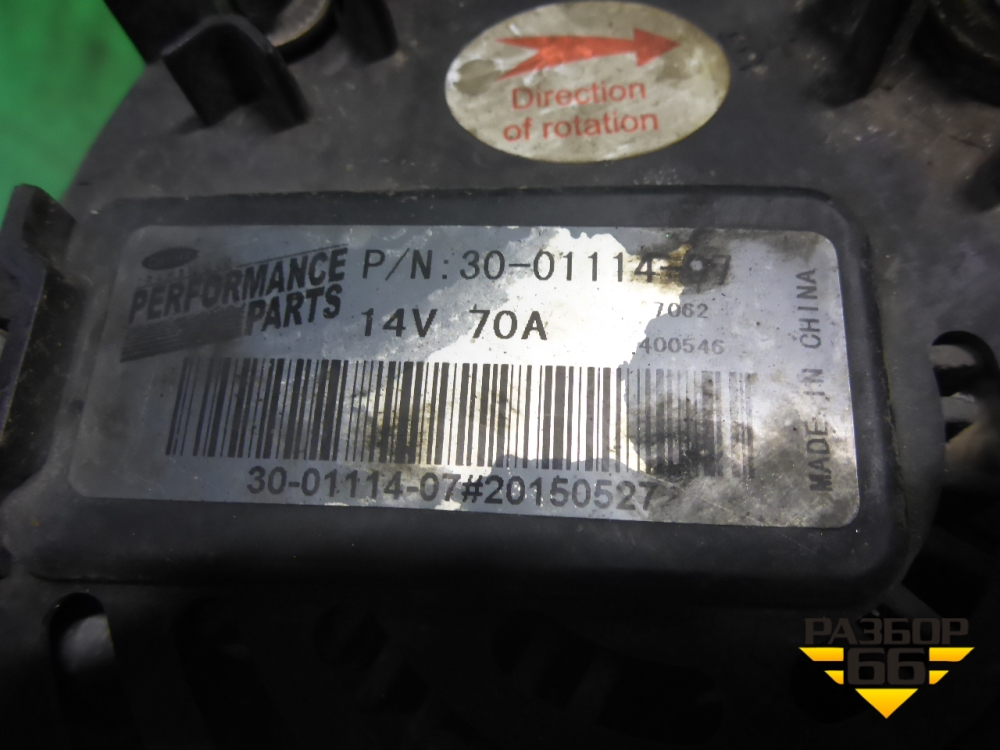 Direction
of rotation
PERFORMANCE
PARTS
P/N: 30-01114-07
14V 70A
7062
400546
MADE IN CHINA
30-01114-07#20150527
РАЗБОР
66